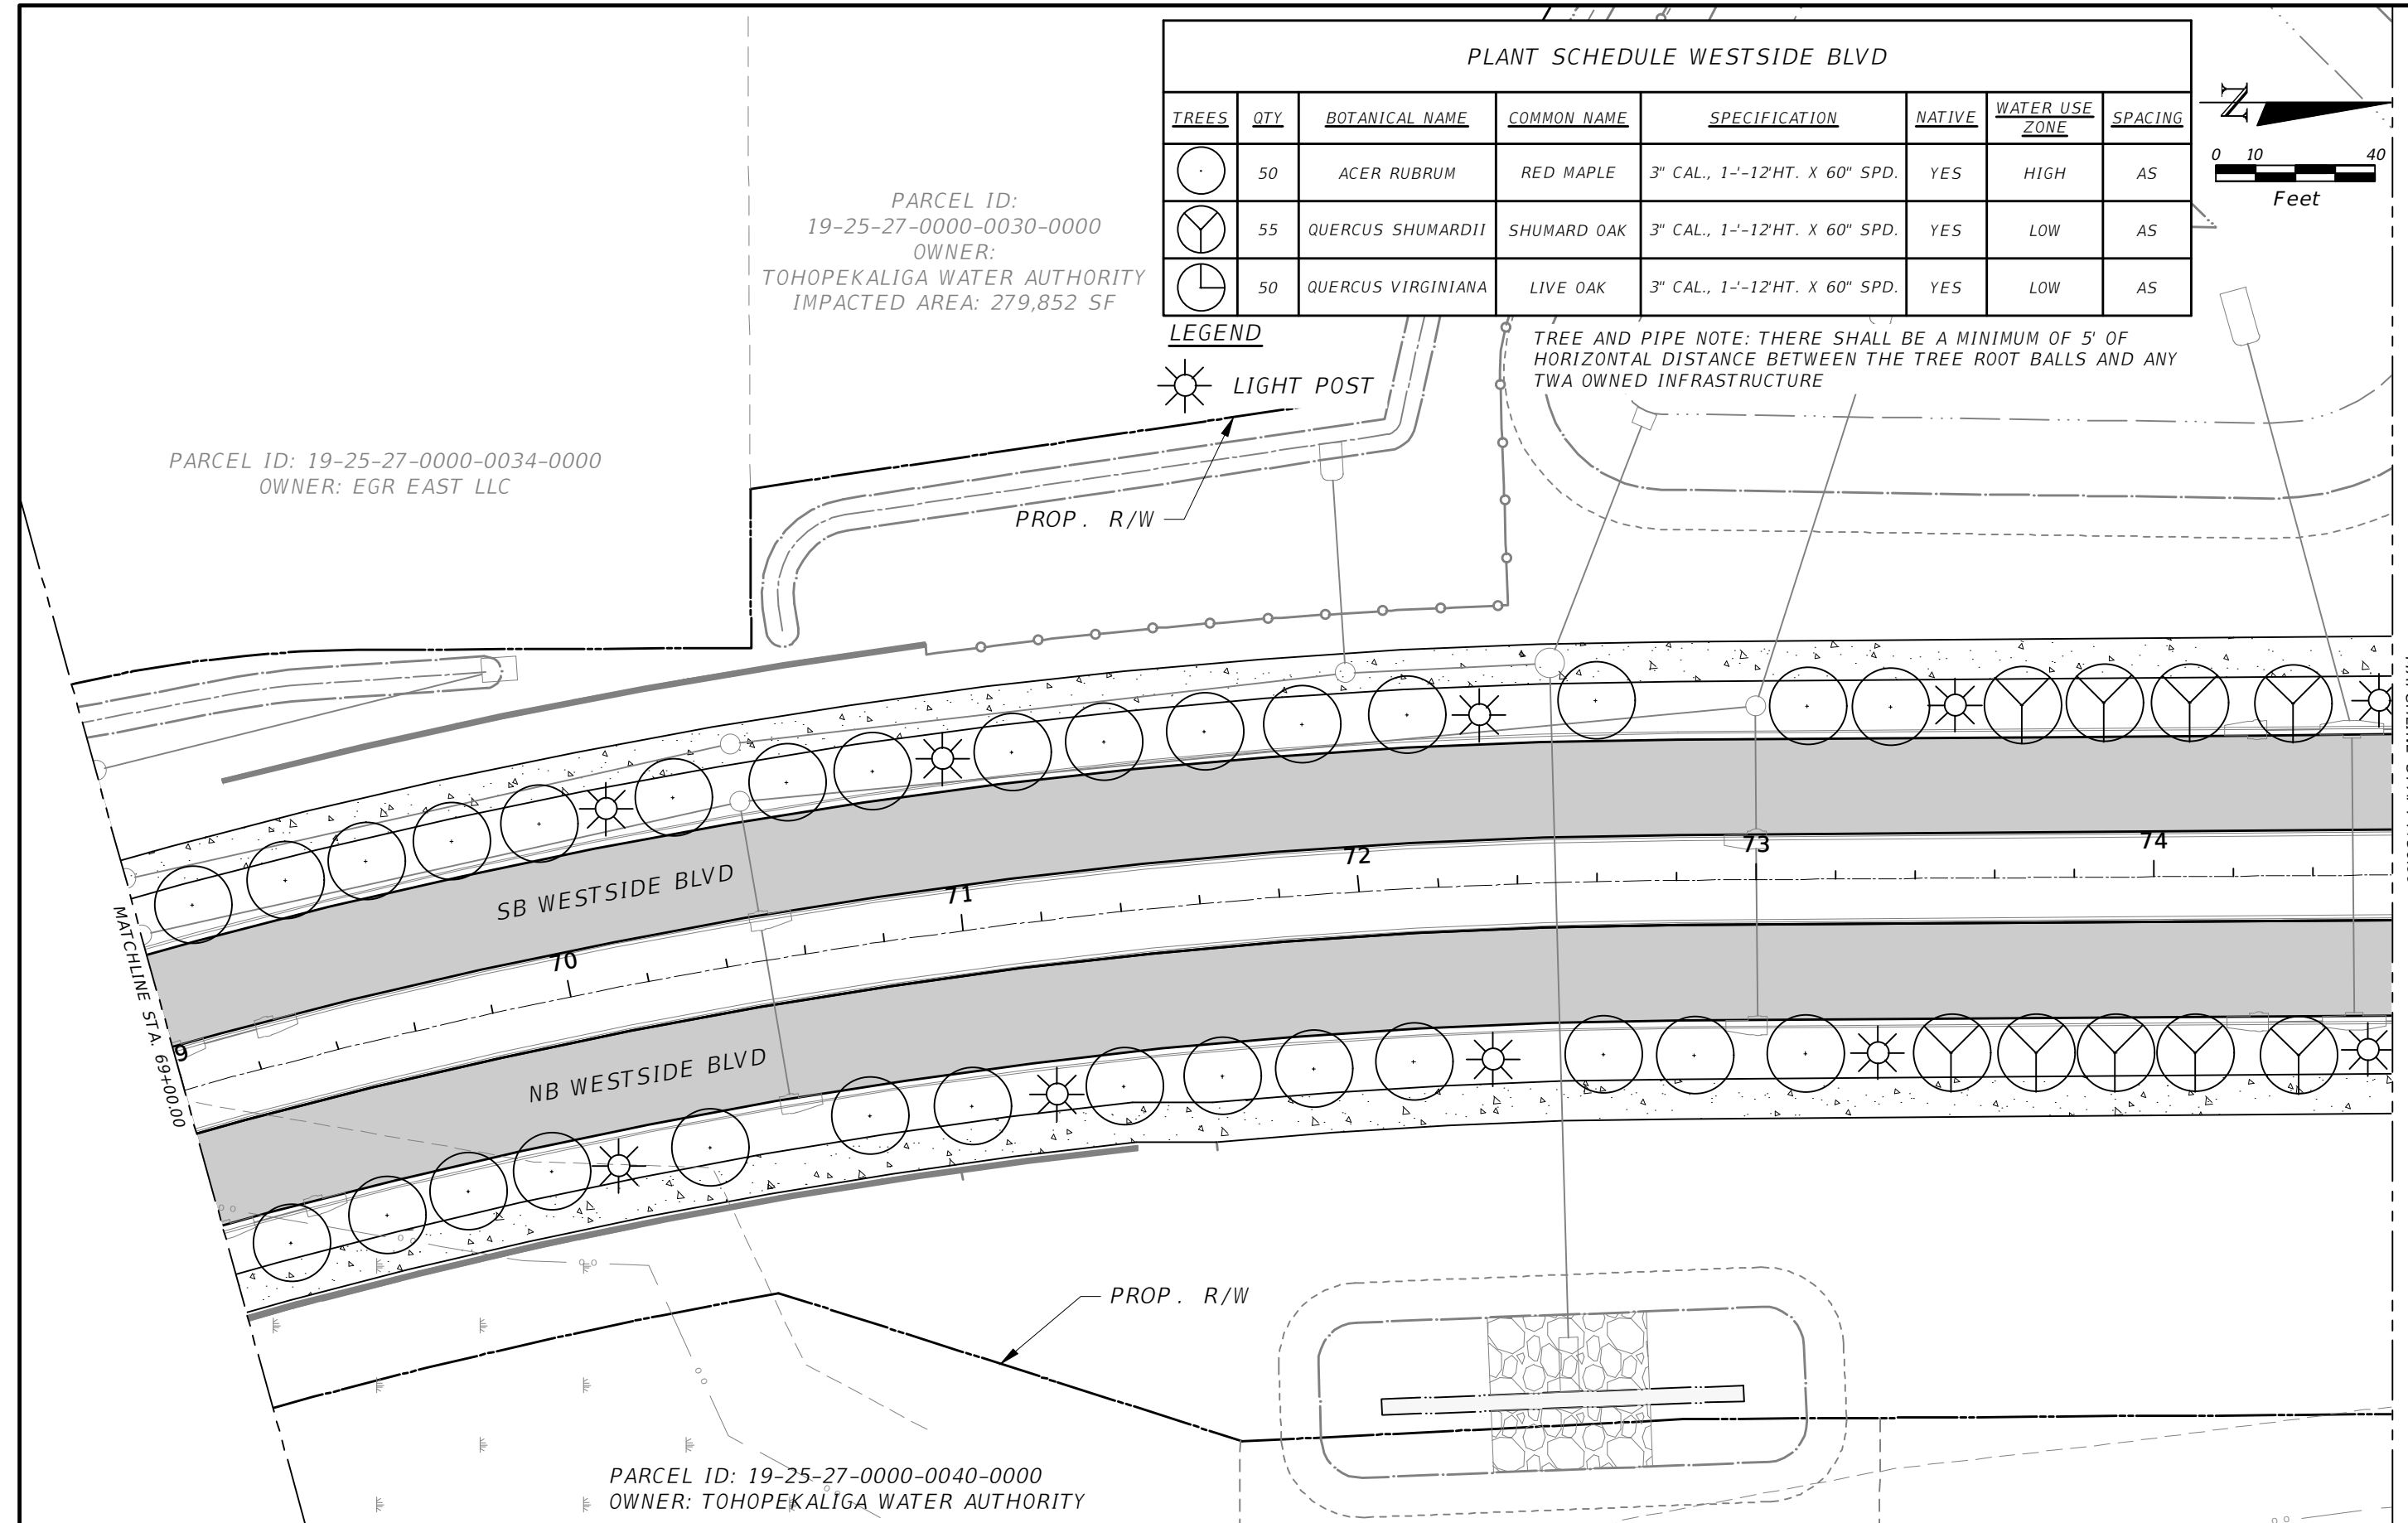 PLANT SCHEDULE WESTSIDE BLVD
TREES QTY BOTANICAL NAME COMMON NAME SPECIFICATION NATIVE WATER USE ZONE SPACING
50 ACER RUBRUM RED MAPLE 3" CAL., 1-'-12'HT. X 60" SPD. YES HIGH AS
55 QUERCUS SHUMARDII SHUMARD OAK 3" CAL., 1-'-12'HT. X 60" SPD. YES LOW AS
50 QUERCUS VIRGINIANA LIVE OAK 3" CAL., 1-'-12'HT. X 60" SPD. YES LOW AS
N
0 10 40
Feet
LEGEND
LIGHT POST
TREE AND PIPE NOTE: THERE SHALL BE A MINIMUM OF 5' OF
HORIZONTAL DISTANCE BETWEEN THE TREE ROOT BALLS AND ANY
TWA OWNED INFRASTRUCTURE
PARCEL ID:
19-25-27-0000-0030-0000
OWNER:
TOHOPEKALIGA WATER AUTHORITY
IMPACTED AREA: 279,852 SF
PARCEL ID: 19-25-27-0000-0034-0000
OWNER: EGR EAST LLC
PROP. R/W
SB WESTSIDE BLVD
NB WESTSIDE BLVD
9
70
71
72
73
74
MATCHLINE STA. 69+00.00
PROP. R/W
PARCEL ID: 19-25-27-0000-0040-0000
OWNER: TOHOPEKALIGA WATER AUTHORITY